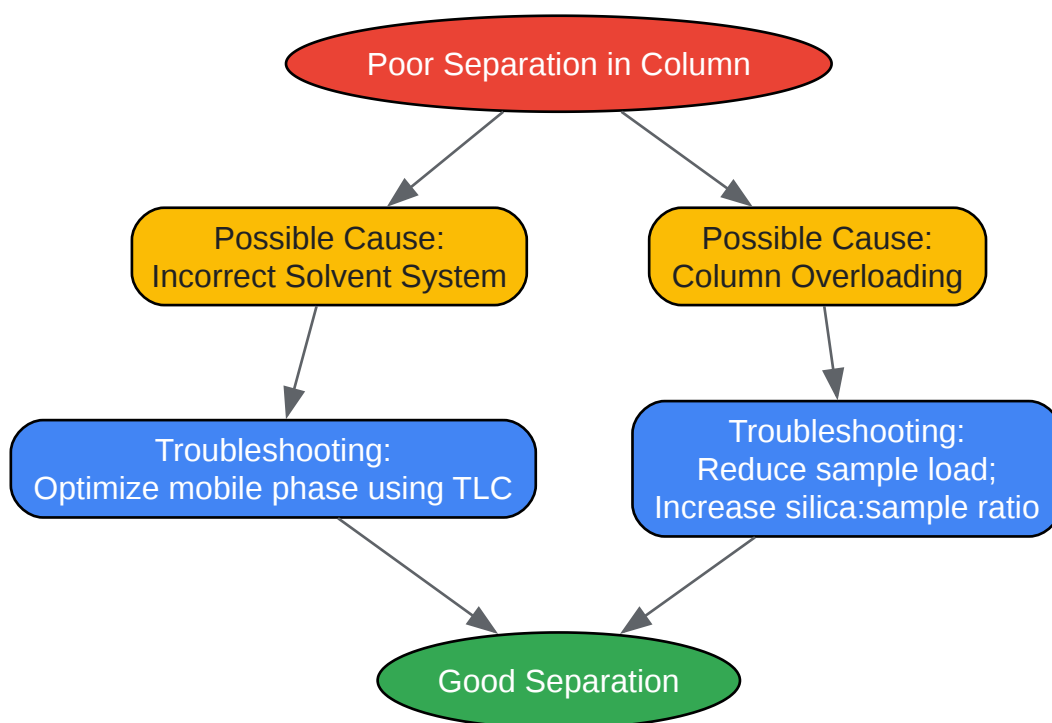 Poor Separation in Column
Possible Cause:
Incorrect Solvent System
Possible Cause:
Column Overloading
Troubleshooting:
Optimize mobile phase using TLC
Troubleshooting:
Reduce sample load;
Increase silica:sample ratio
Good Separation